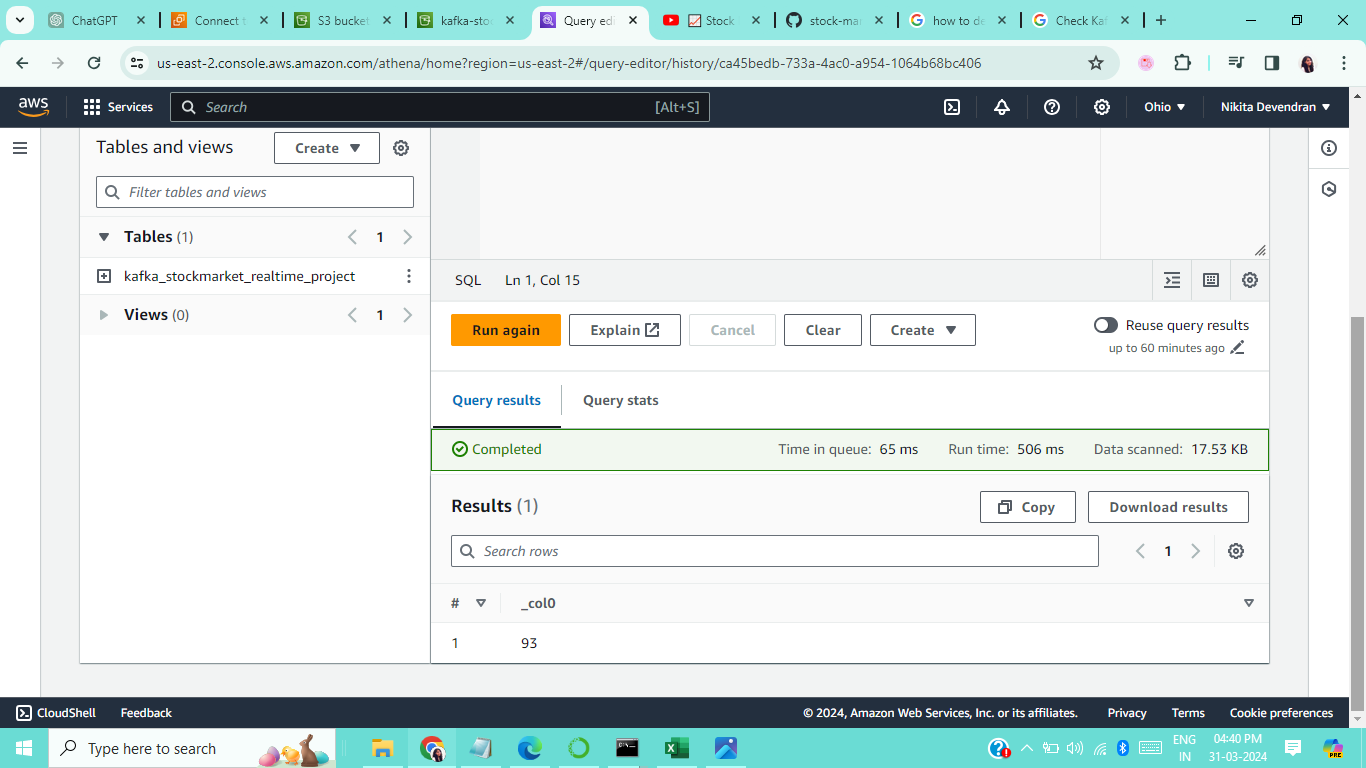 ChatGPT
Connect t
S3 bucket
kafka-sto
Query edi
Stock
stock-mar
how to de
Check Kaf
us-east-2.console.aws.amazon.com/athena/home?region=us-east-2#/query-editor/history/ca45bedb-733a-4ac0-a954-1064b68bc406
aws
Services
Search
[Alt+S]
Ohio
Nikita Devendran
Tables and views
Create
Filter tables and views
Tables (1)
1
kafka_stockmarket_realtime_project
Views (0)
1
SQL
Ln 1, Col 15
Run again
Explain
Cancel
Clear
Create
Reuse query results
up to 60 minutes ago
Query results
Query stats
Completed
Time in queue: 65 ms
Run time: 506 ms
Data scanned: 17.53 KB
Results (1)
Copy
Download results
Search rows
1
#
_col0
1
93
CloudShell
Feedback
© 2024, Amazon Web Services, Inc. or its affiliates.
Privacy
Terms
Cookie preferences
Type here to search
ENG
IN
04:40 PM
31-03-2024
PRE